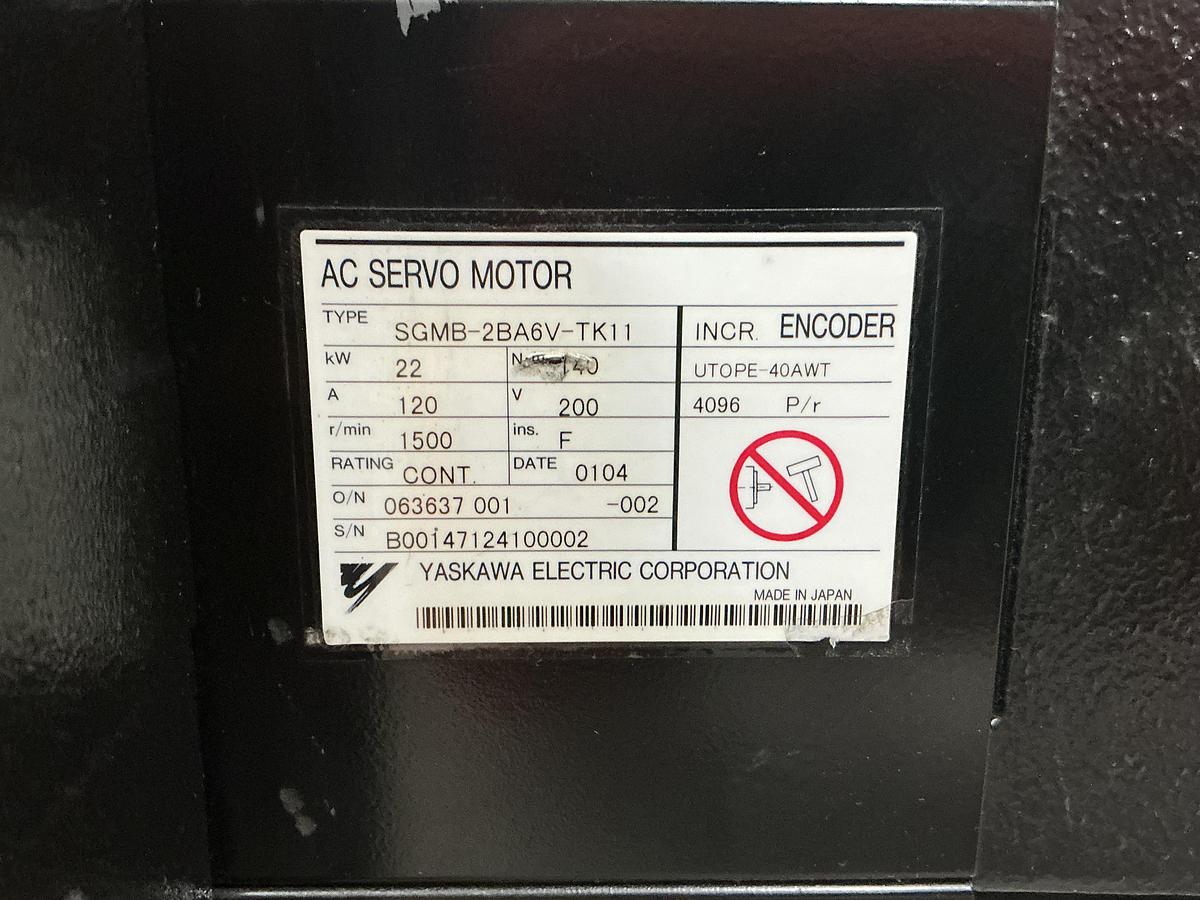 AC SERVO MOTOR
TYPE SGMB-2BA6V-TK11
INCR. ENCODER
kW 22
140
UTOPE-40AWT
A 120 V 200
4096 P/r
r/min 1500 ins. F
RATING CONT. DATE 0104
O/N 063637 001 -002
S/N B00147124100002
YASKAWA ELECTRIC CORPORATION
MADE IN JAPAN